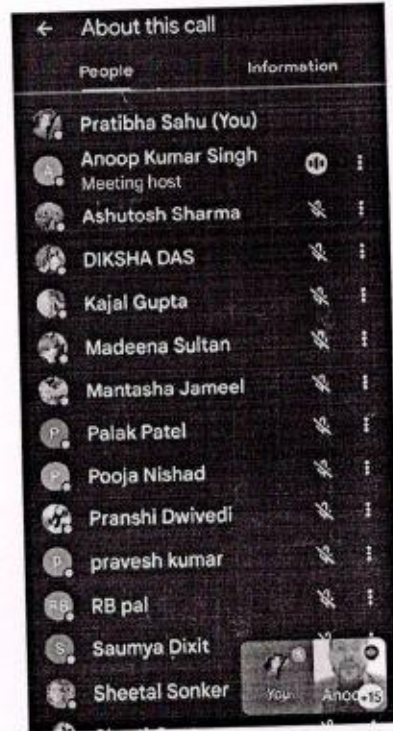 About this call
People Information
Pratibha Sahu (You)
A Anoop Kumar Singh
Meeting host
Ashutosh Sharma
DIKSHA DAS
Kajal Gupta
Madeena Sultan
Mantasha Jameel
P Palak Patel
P Pooja Nishad
Pranshi Dwivedi
P pravesh kumar
RB RB pal
S Saumya Dixit
Sheetal Sonker
You Anoo +15